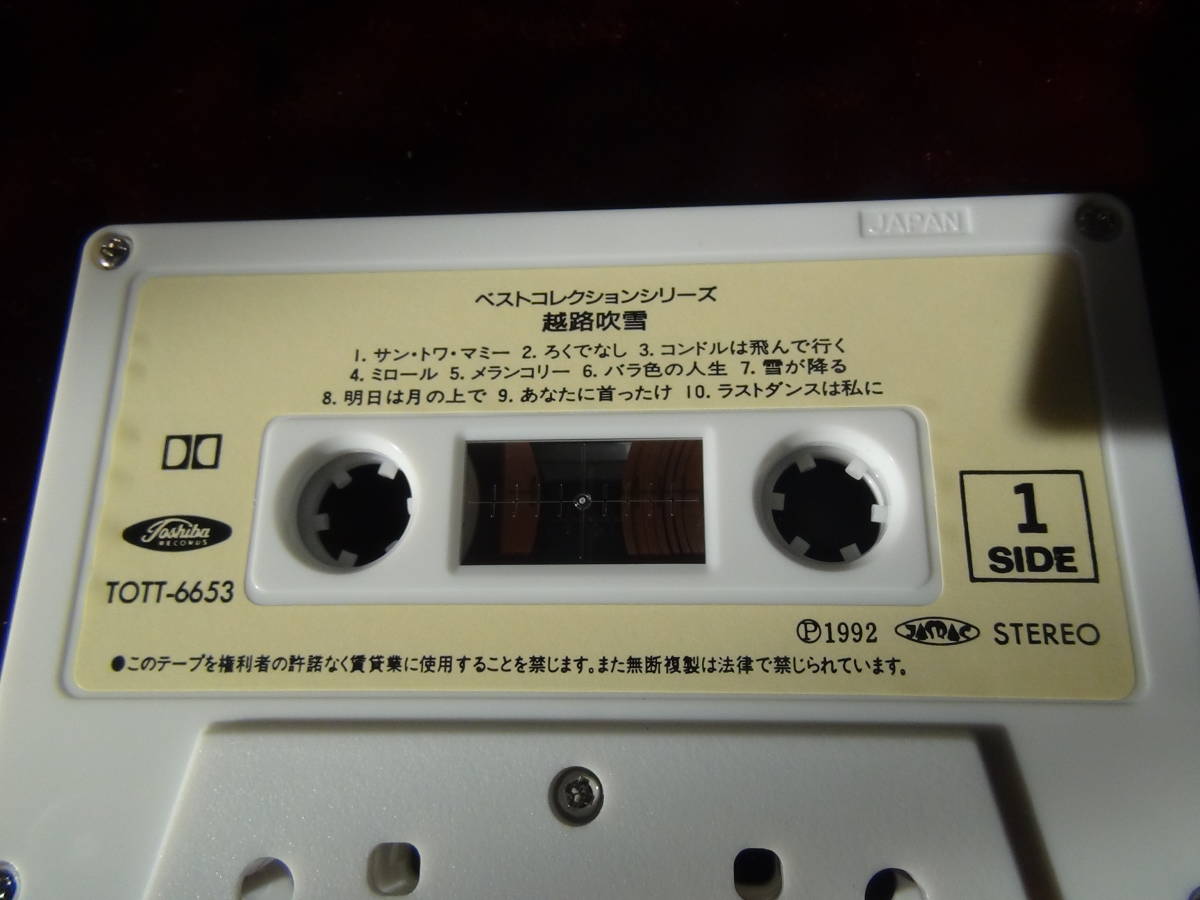 JAPAN
ベストコレクションシリーズ
越路吹雪
1. サン・トワ・マミー 2. ろくでなし 3. コンドルは飛んで行く
4. ミロール 5. メランコリー 6. バラ色の人生 7. 雪が降る
8. 明日は月の上で 9. あなたに首ったけ 10. ラストダンスは私に
Toshiba
RECORDS
TOTT-6653
1
SIDE
Ⓟ1992 JAMAC STEREO
●このテープを権利者の許諾なく賃貸業に使用することを禁じます。また無断複製は法律で禁じられています。